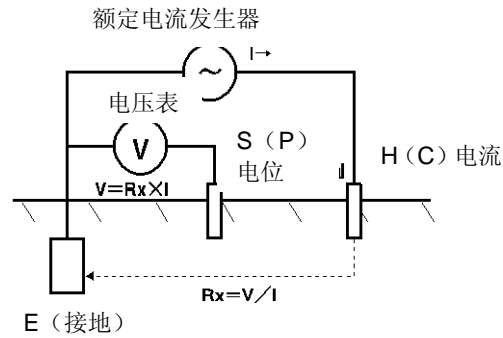 额定电流发生器
I→
电压表
V
S（P）
电位
H（C）电流
V=Rx×I
Rx=V/I
E（接地）